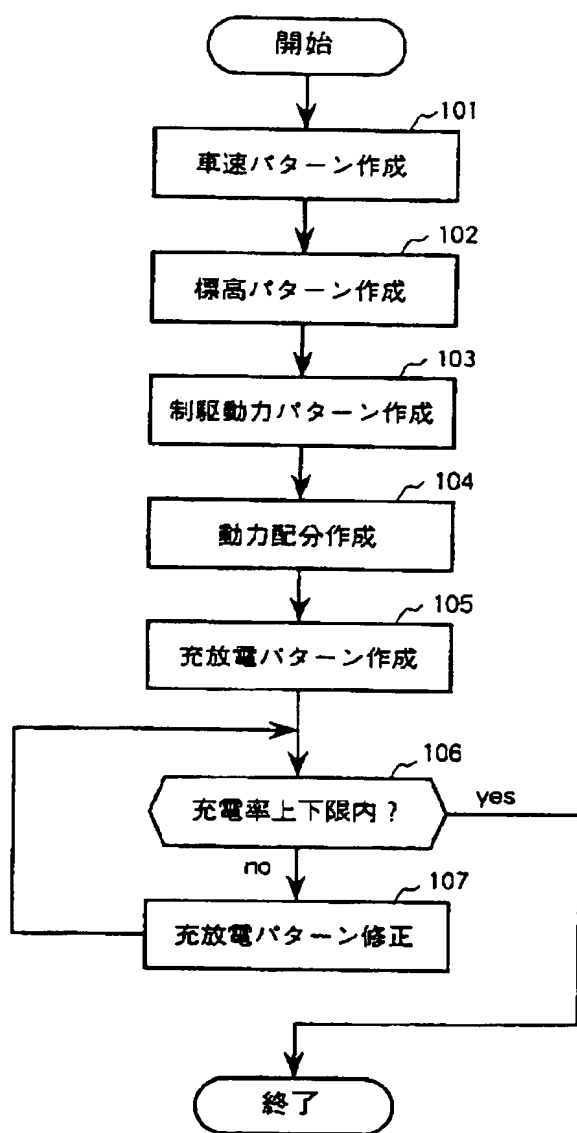 開始
101
車速パターン作成
102
標高パターン作成
103
制駆動力パターン作成
104
動力配分作成
105
充放電パターン作成
106
充電率上下限内？
yes
no
107
充放電パターン修正
終了